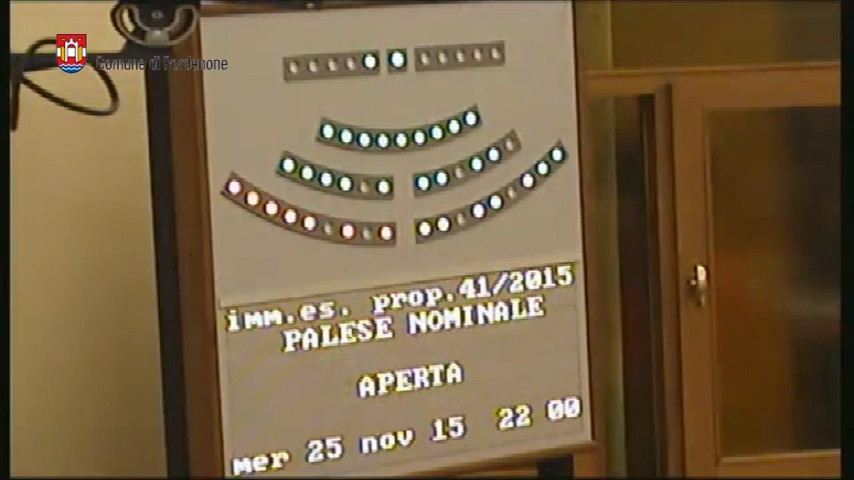 Comune di Pordenone
imm.es. prop.41/2015
PALESE NOMINALE
APERTA
mer 25 nov 15 22 00